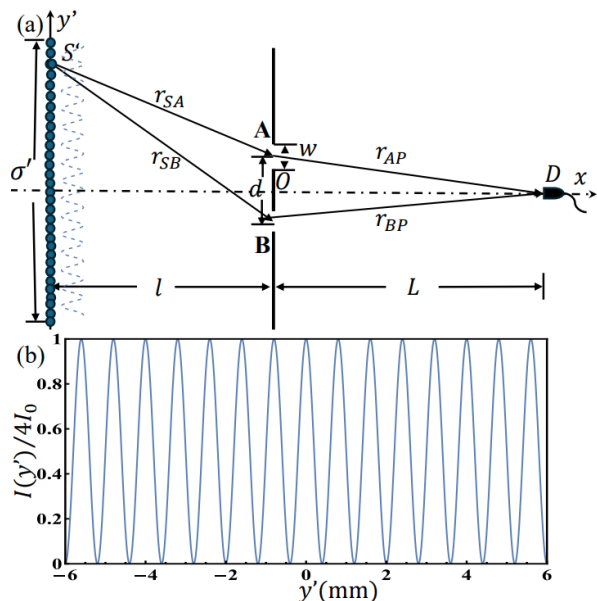 (a)
y'
S'
r_SA
A
w
r_SB
r_AP
σ'
d
O
D
x
r_BP
B
l
L
(b)
1
0.8
0.6
0.4
0.2
0
I(y')/4I_0
−6
−4
−2
0
2
4
6
y'(mm)